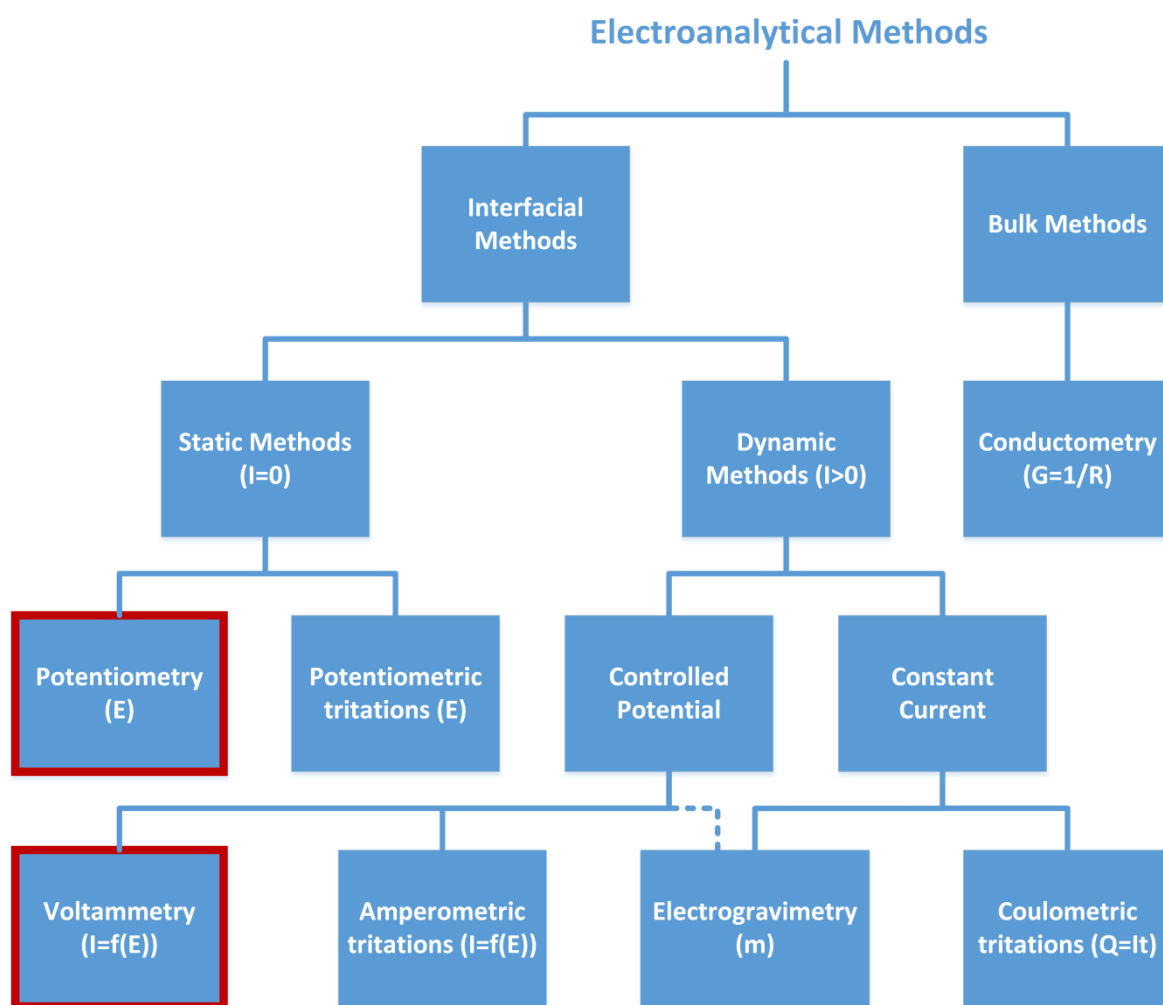 Electroanalytical Methods
Interfacial
Methods
Bulk Methods
Static Methods
(I=0)
Dynamic
Methods (I>0)
Conductometry
(G=1/R)
Potentiometry
(E)
Potentiometric
tritations (E)
Controlled
Potential
Constant
Current
Voltammetry
(I=f(E))
Amperometric
tritations (I=f(E))
Electrogravimetry
(m)
Coulometric
tritations (Q=It)